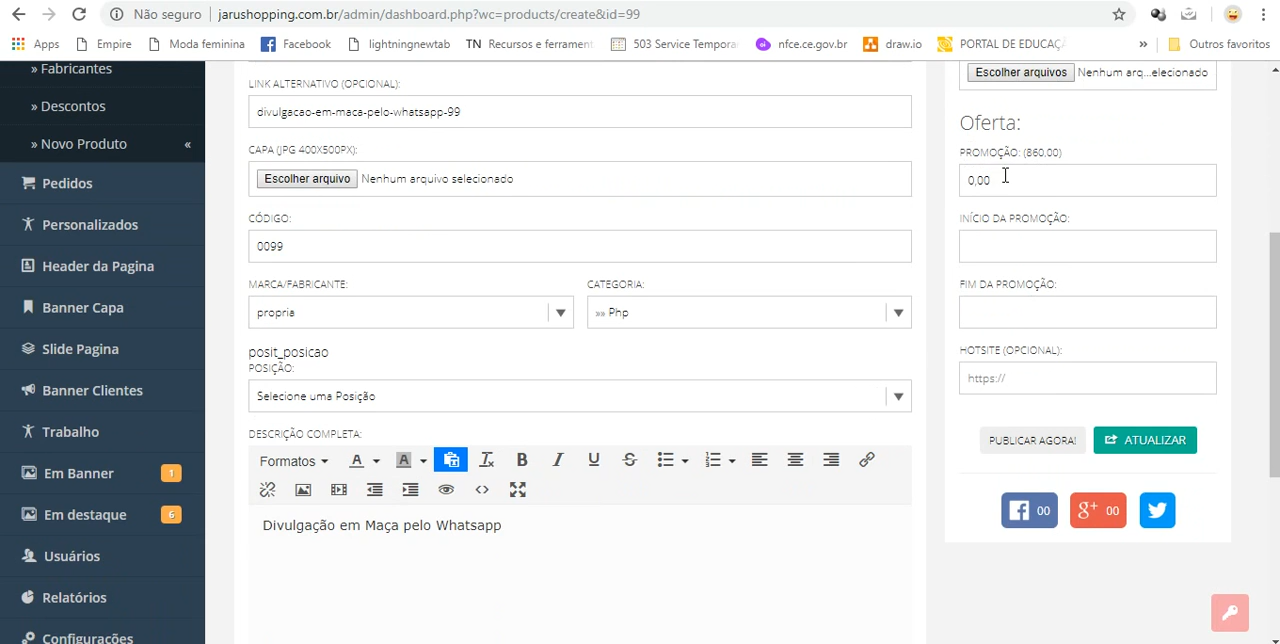 Não seguro | jarushopping.com.br/admin/dashboard.php?wc=products/create&id=99
Apps Empire Moda feminina Facebook lightningnewtab TN Recursos e ferrament 503 Service Tempora nfce.ce.gov.br draw.io PORTAL DE EDUCAÇ » Outros favoritos
» Fabricantes
» Descontos
» Novo Produto «
Pedidos
Personalizados
Header da Pagina
Banner Capa
Slide Pagina
Banner Clientes
Trabalho
Em Banner 1
Em destaque 6
Usuários
Relatórios
Configurações
LINK ALTERNATIVO (OPCIONAL):
divulgacao-em-maca-pelo-whatsapp-99
CAPA (JPG 400X500PX):
Escolher arquivo Nenhum arquivo selecionado
CÓDIGO:
0099
MARCA/FABRICANTE: CATEGORIA:
propria »» Php
posit_posicao
POSIÇÃO:
Selecione uma Posição
DESCRIÇÃO COMPLETA:
Formatos A A B I U S
Divulgação em Maça pelo Whatsapp
Escolher arquivos Nenhum arq...elecionado
Oferta:
PROMOÇÃO: (860.00)
0,00
INÍCIO DA PROMOÇÃO:
FIM DA PROMOÇÃO:
HOTSITE (OPCIONAL):
https://
PUBLICAR AGORA! ATUALIZAR
00 g+ 00